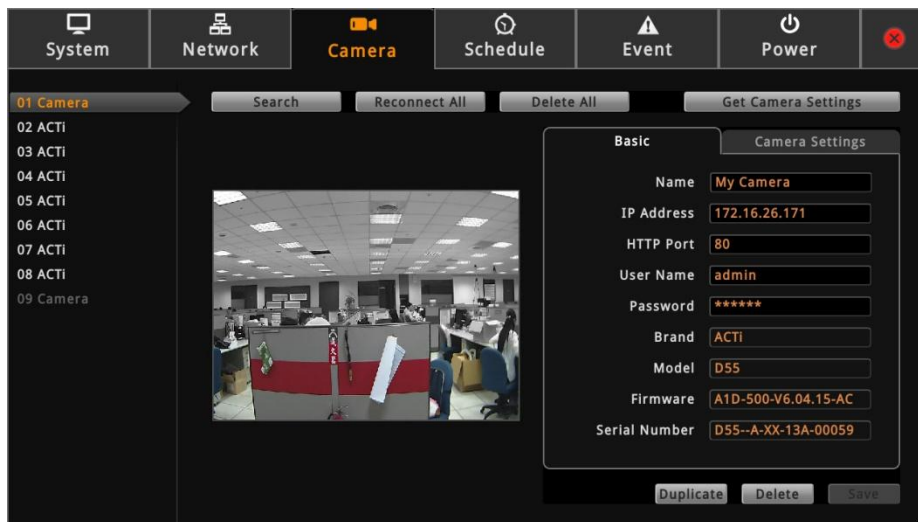 System Network Camera Schedule Event Power
Search Reconnect All Delete All Get Camera Settings
01 Camera
02 ACTi
03 ACTi
04 ACTi
05 ACTi
06 ACTi
07 ACTi
08 ACTi
09 Camera
Basic Camera Settings
Name My Camera
IP Address 172.16.26.171
HTTP Port 80
User Name admin
Password ******
Brand ACTi
Model D55
Firmware A1D-500-V6.04.15-AC
Serial Number D55--A-XX-13A-00059
Duplicate Delete Save